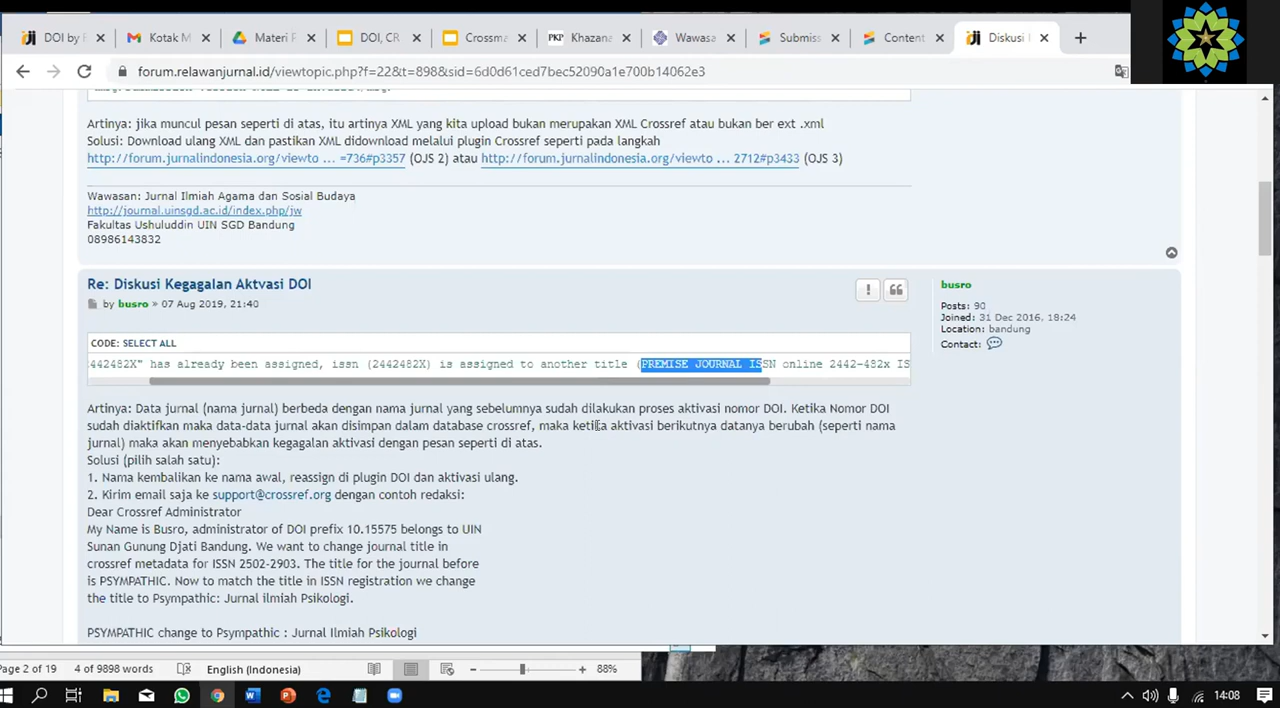 DOI by E
Kotak M
Materi P
DOI, CR
Crossma
PKP Khazana
Wawasa
Submiss
Content
Diskusi I
forum.relawanjurnal.id/viewtopic.php?f=22&t=838&sid=6d0d61ced7bec52090a1e700b14062e3
Artinya: jika muncul pesan seperti di atas, itu artinya XML yang kita upload bukan merupakan XML Crossref atau bukan ber ext .xml
Solusi: Download ulang XML dan pastikan XML didownload melalui plugin Crossref seperti pada langkah
http://forum.jurnalindonesia.org/viewto ... =736#p3357 (OJS 2) atau http://forum.jurnalindonesia.org/viewto ... 2712#p3433 (OJS 3)
Wawasan: Jurnal Ilmiah Agama dan Sosial Budaya
http://journal.uinsgd.ac.id/index.php/jw
Fakultas Ushuluddin UIN SGD Bandung
08986143832
Re: Diskusi Kegagalan Aktvasi DOI
by busro » 07 Aug 2019, 21:40
busro
Posts: 90
Joined: 31 Dec 2016, 18:24
Location: bandung
Contact:
CODE: SELECT ALL
442482X" has already been assigned, issn (2442482X) is assigned to another title (PREMISE JOURNAL ISSN online 2442-482x IS
Artinya: Data jurnal (nama jurnal) berbeda dengan nama jurnal yang sebelumnya sudah dilakukan proses aktivasi nomor DOI. Ketika Nomor DOI
sudah diaktifkan maka data-data jurnal akan disimpan dalam database crossref, maka ketika aktivasi berikutnya datanya berubah (seperti nama
jurnal) maka akan menyebabkan kegagalan aktivasi dengan pesan seperti di atas.
Solusi (pilih salah satu):
1. Nama kembalikan ke nama awal, reassign di plugin DOI dan aktivasi ulang.
2. Kirim email saja ke support@crossref.org dengan contoh redaksi:
Dear Crossref Administrator
My Name is Busro, administrator of DOI prefix 10.15575 belongs to UIN
Sunan Gunung Djati Bandung. We want to change journal title in
crossref metadata for ISSN 2502-2903. The title for the journal before
is PSYMPATHIC. Now to match the title in ISSN registration we change
the title to Psympathic: Jurnal ilmiah Psikologi.
PSYMPATHIC change to Psympathic : Jurnal Ilmiah Psikologi
Page 2 of 19
4 of 9898 words
English (Indonesia)
88%
14:08